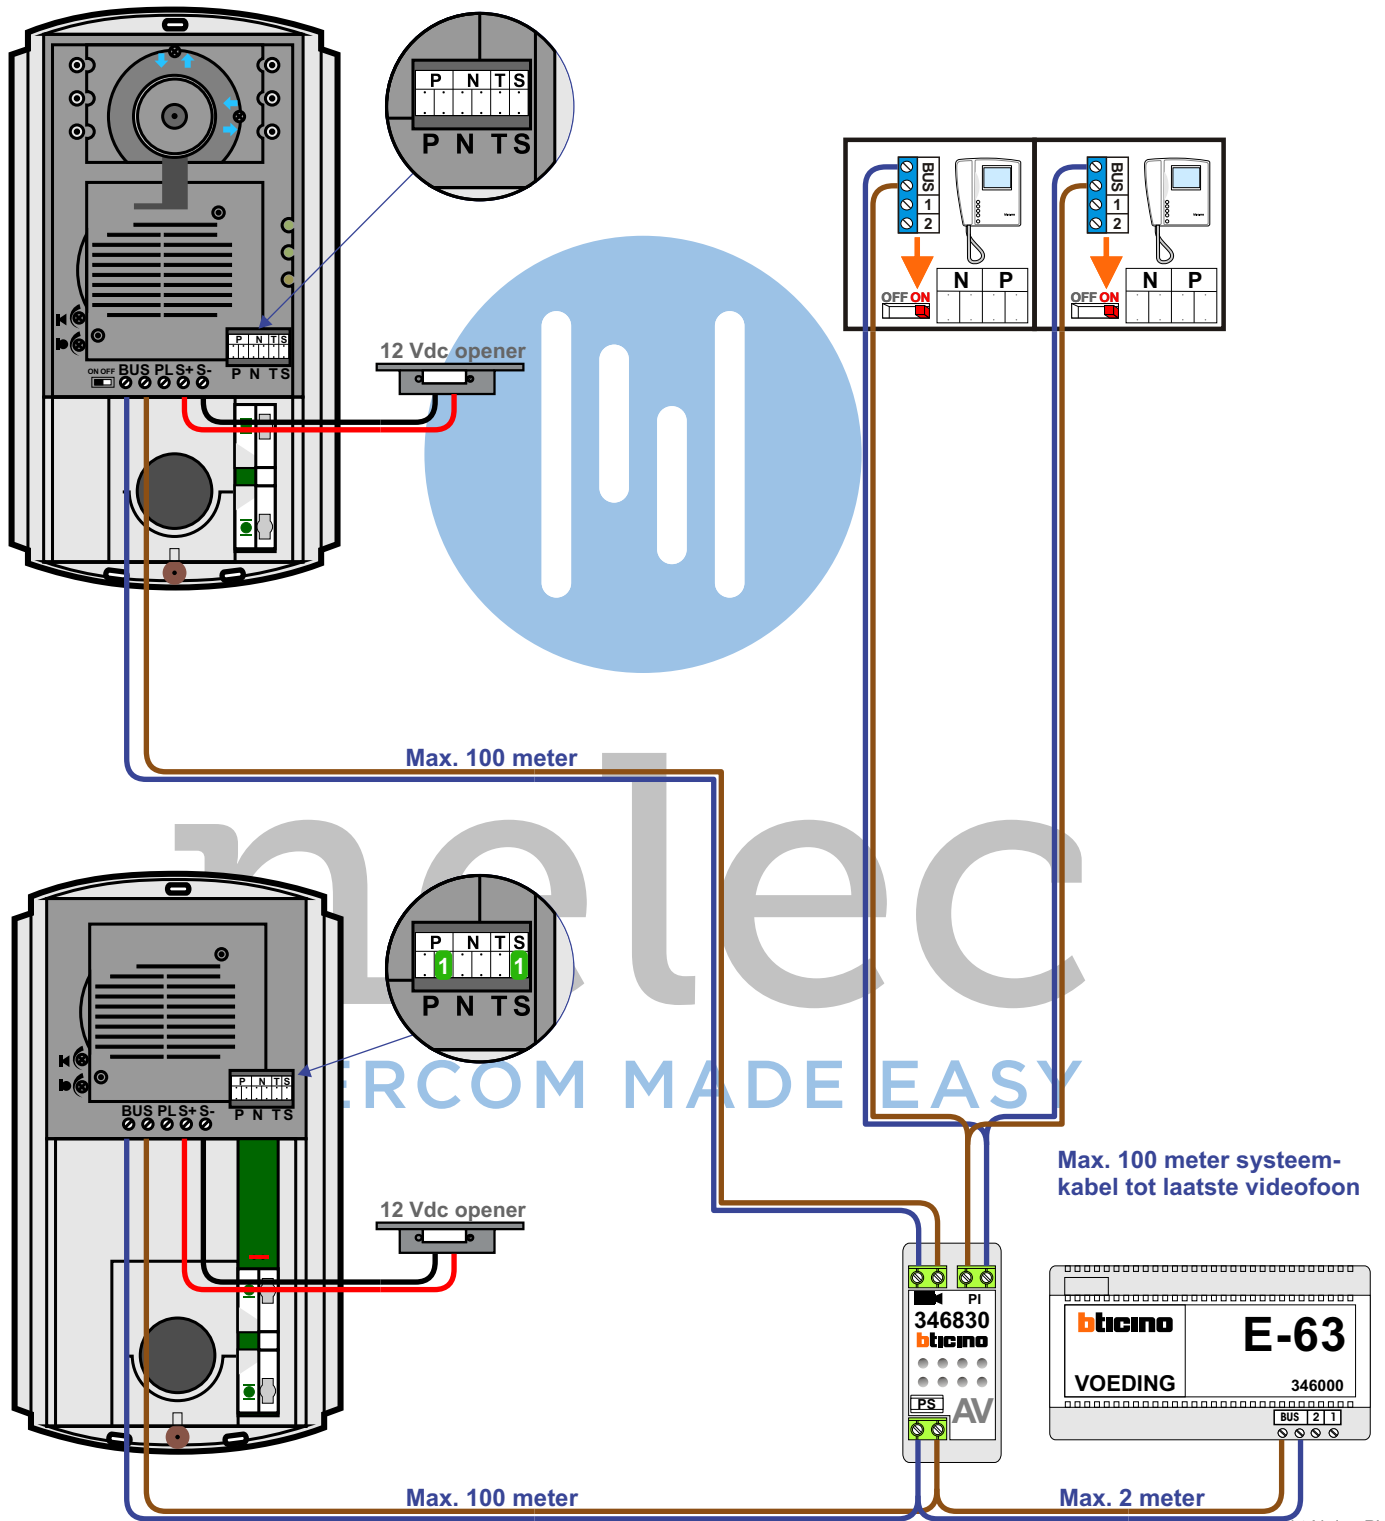 P N T S
P N T S
BUS
1
2
N P
OFF ON
BUS
1
2
N P
OFF ON
P N T S
ON OFF BUS PL S+ S- P N T S
12 Vdc opener
Max. 100 meter
nelec
P N T S
1 1
P N T S
ERCOM MADE EASY
P N T S
BUS PL S+ S- P N T S
12 Vdc opener
Max. 100 meter systeem-
kabel tot laatste videofoon
PI
346830
bticino
PS
AV
bticino
E-63
VOEDING
346000
BUS 2 1
Max. 100 meter
Max. 2 meter